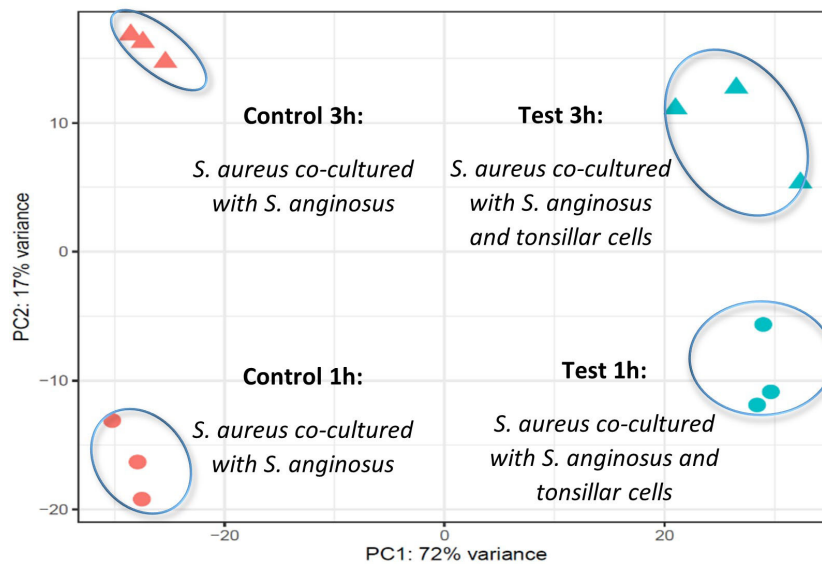 Control 3h:
S. aureus co-cultured
with S. anginosus
Test 3h:
S. aureus co-cultured
with S. anginosus
and tonsillar cells
Control 1h:
S. aureus co-cultured
with S. anginosus
Test 1h:
S. aureus co-cultured
with S. anginosus and
tonsillar cells
PC2: 17% variance
10
0
−10
−20
−20
0
20
PC1: 72% variance